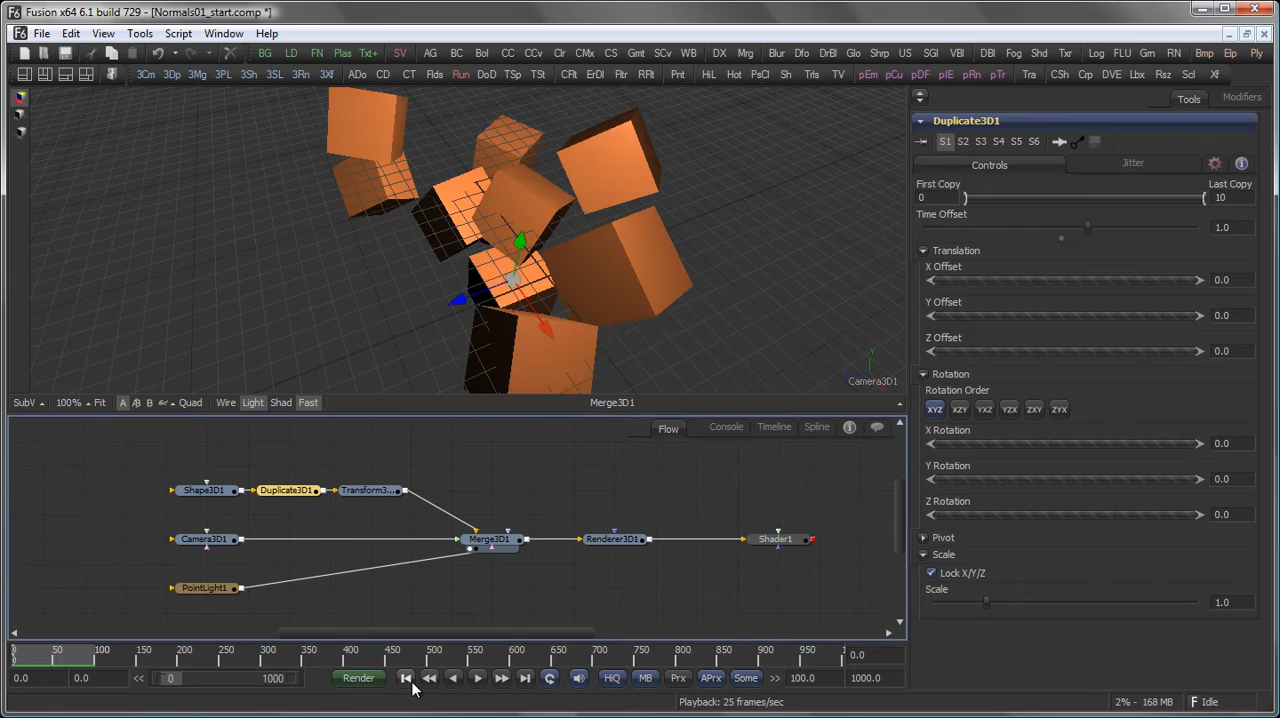 Fusion x64 6.1 build 729 - [Normals01_start.comp *]
File Edit View Tools Script Window Help
BG LD FN Plas Txt+ SV AG BC Bol CC CCv Clr CMx CS Gmt SCv WB DX Mrg Blur Dfo DrBl Glo Shrp US SGl VBl DBl Fog Shd Txr Log FLU Gm RN Bmp Elp Ply
3Cm 3Dp 3Mg 3PL 3Sh 3SL 3Rn 3Xf ADo CD CT Flds Run DoD TSp TSt CFlt ErDl Fltr RFlt Pnt HiL Hot PsCl Sh Trls TV pEm pCu pDF pIE pRn pTr Tra CSh Crp DVE Lbx Rsz Scl Xf
Tools Modifiers
Duplicate3D1
S1 S2 S3 S4 S5 S6
Controls Jitter
First Copy Last Copy
0 10
Time Offset
1.0
Translation
X Offset
0.0
Y Offset
0.0
Z Offset
0.0
Rotation
Rotation Order
XYZ XZY YXZ YZX ZXY ZYX
X Rotation
0.0
Y Rotation
0.0
Z Rotation
0.0
Pivot
Scale
Lock X/Y/Z
Scale
1.0
Y
Camera3D1
SubV 100% Fit A B Quad Wire Light Shad Fast Merge3D1
Flow Console Timeline Spline
Shape3D1 Duplicate3D1 Transform3...
Camera3D1 Merge3D1 Renderer3D1 Shader1
PointLight1
0 50 100 150 200 250 300 350 400 450 500 550 600 650 700 750 800 850 900 950 0.0
0.0 0.0 << 0 1000 Render HiQ MB Prx APrx Some >> 100.0 1000.0
Playback: 25 frames/sec 2% - 168 MB Idle